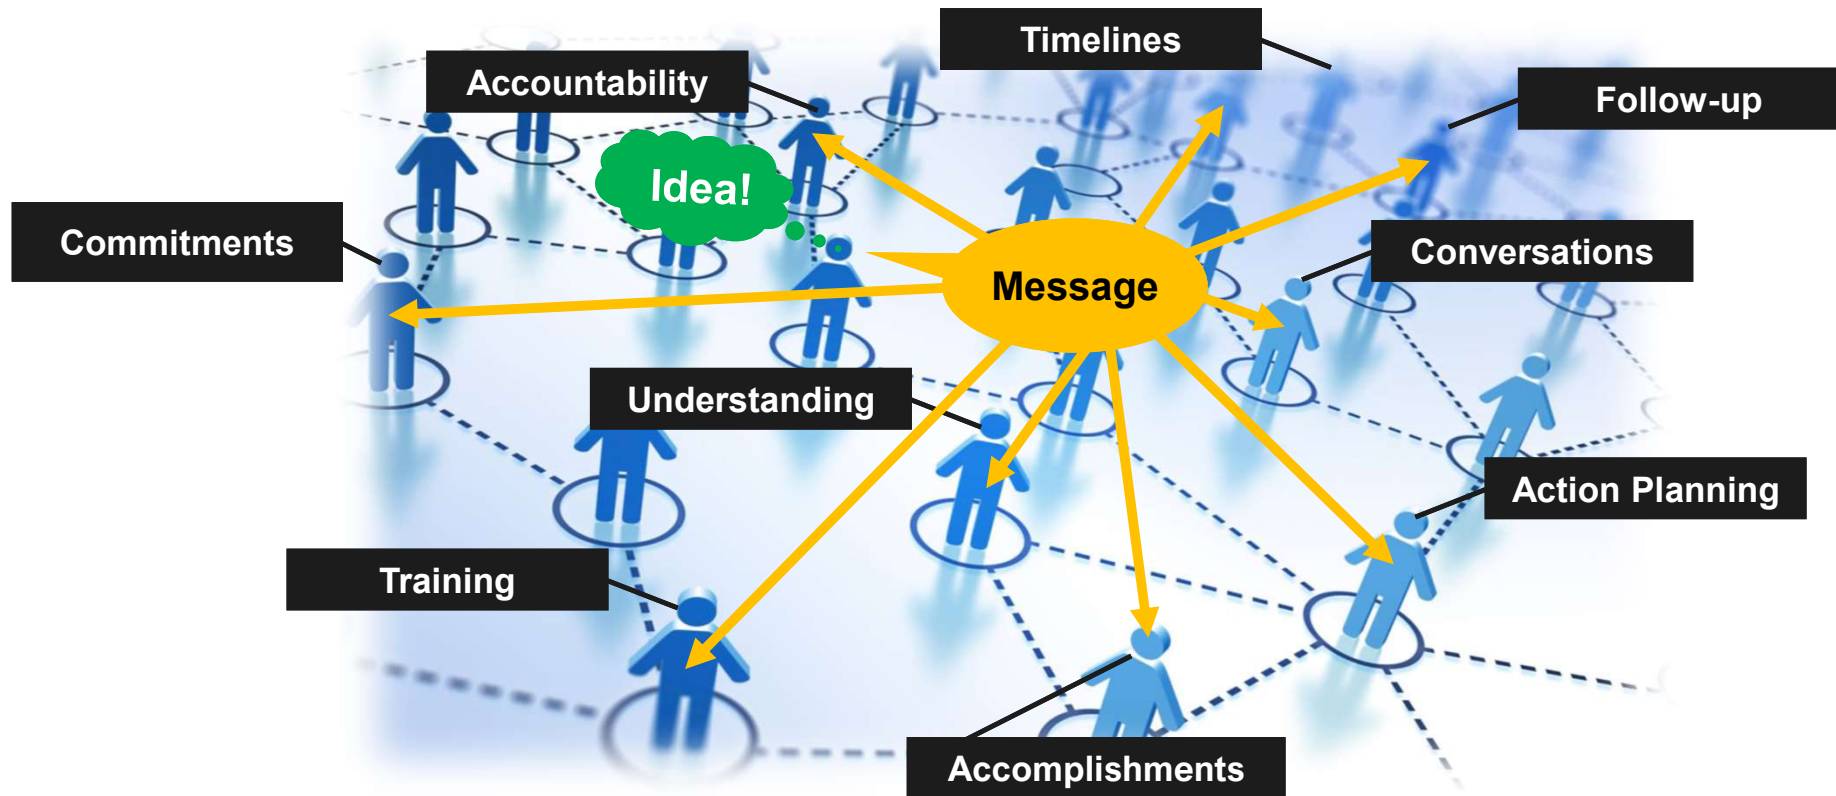 Timelines
Accountability
Follow-up
Idea!
Commitments
Conversations
Message
Understanding
Action Planning
Training
Accomplishments